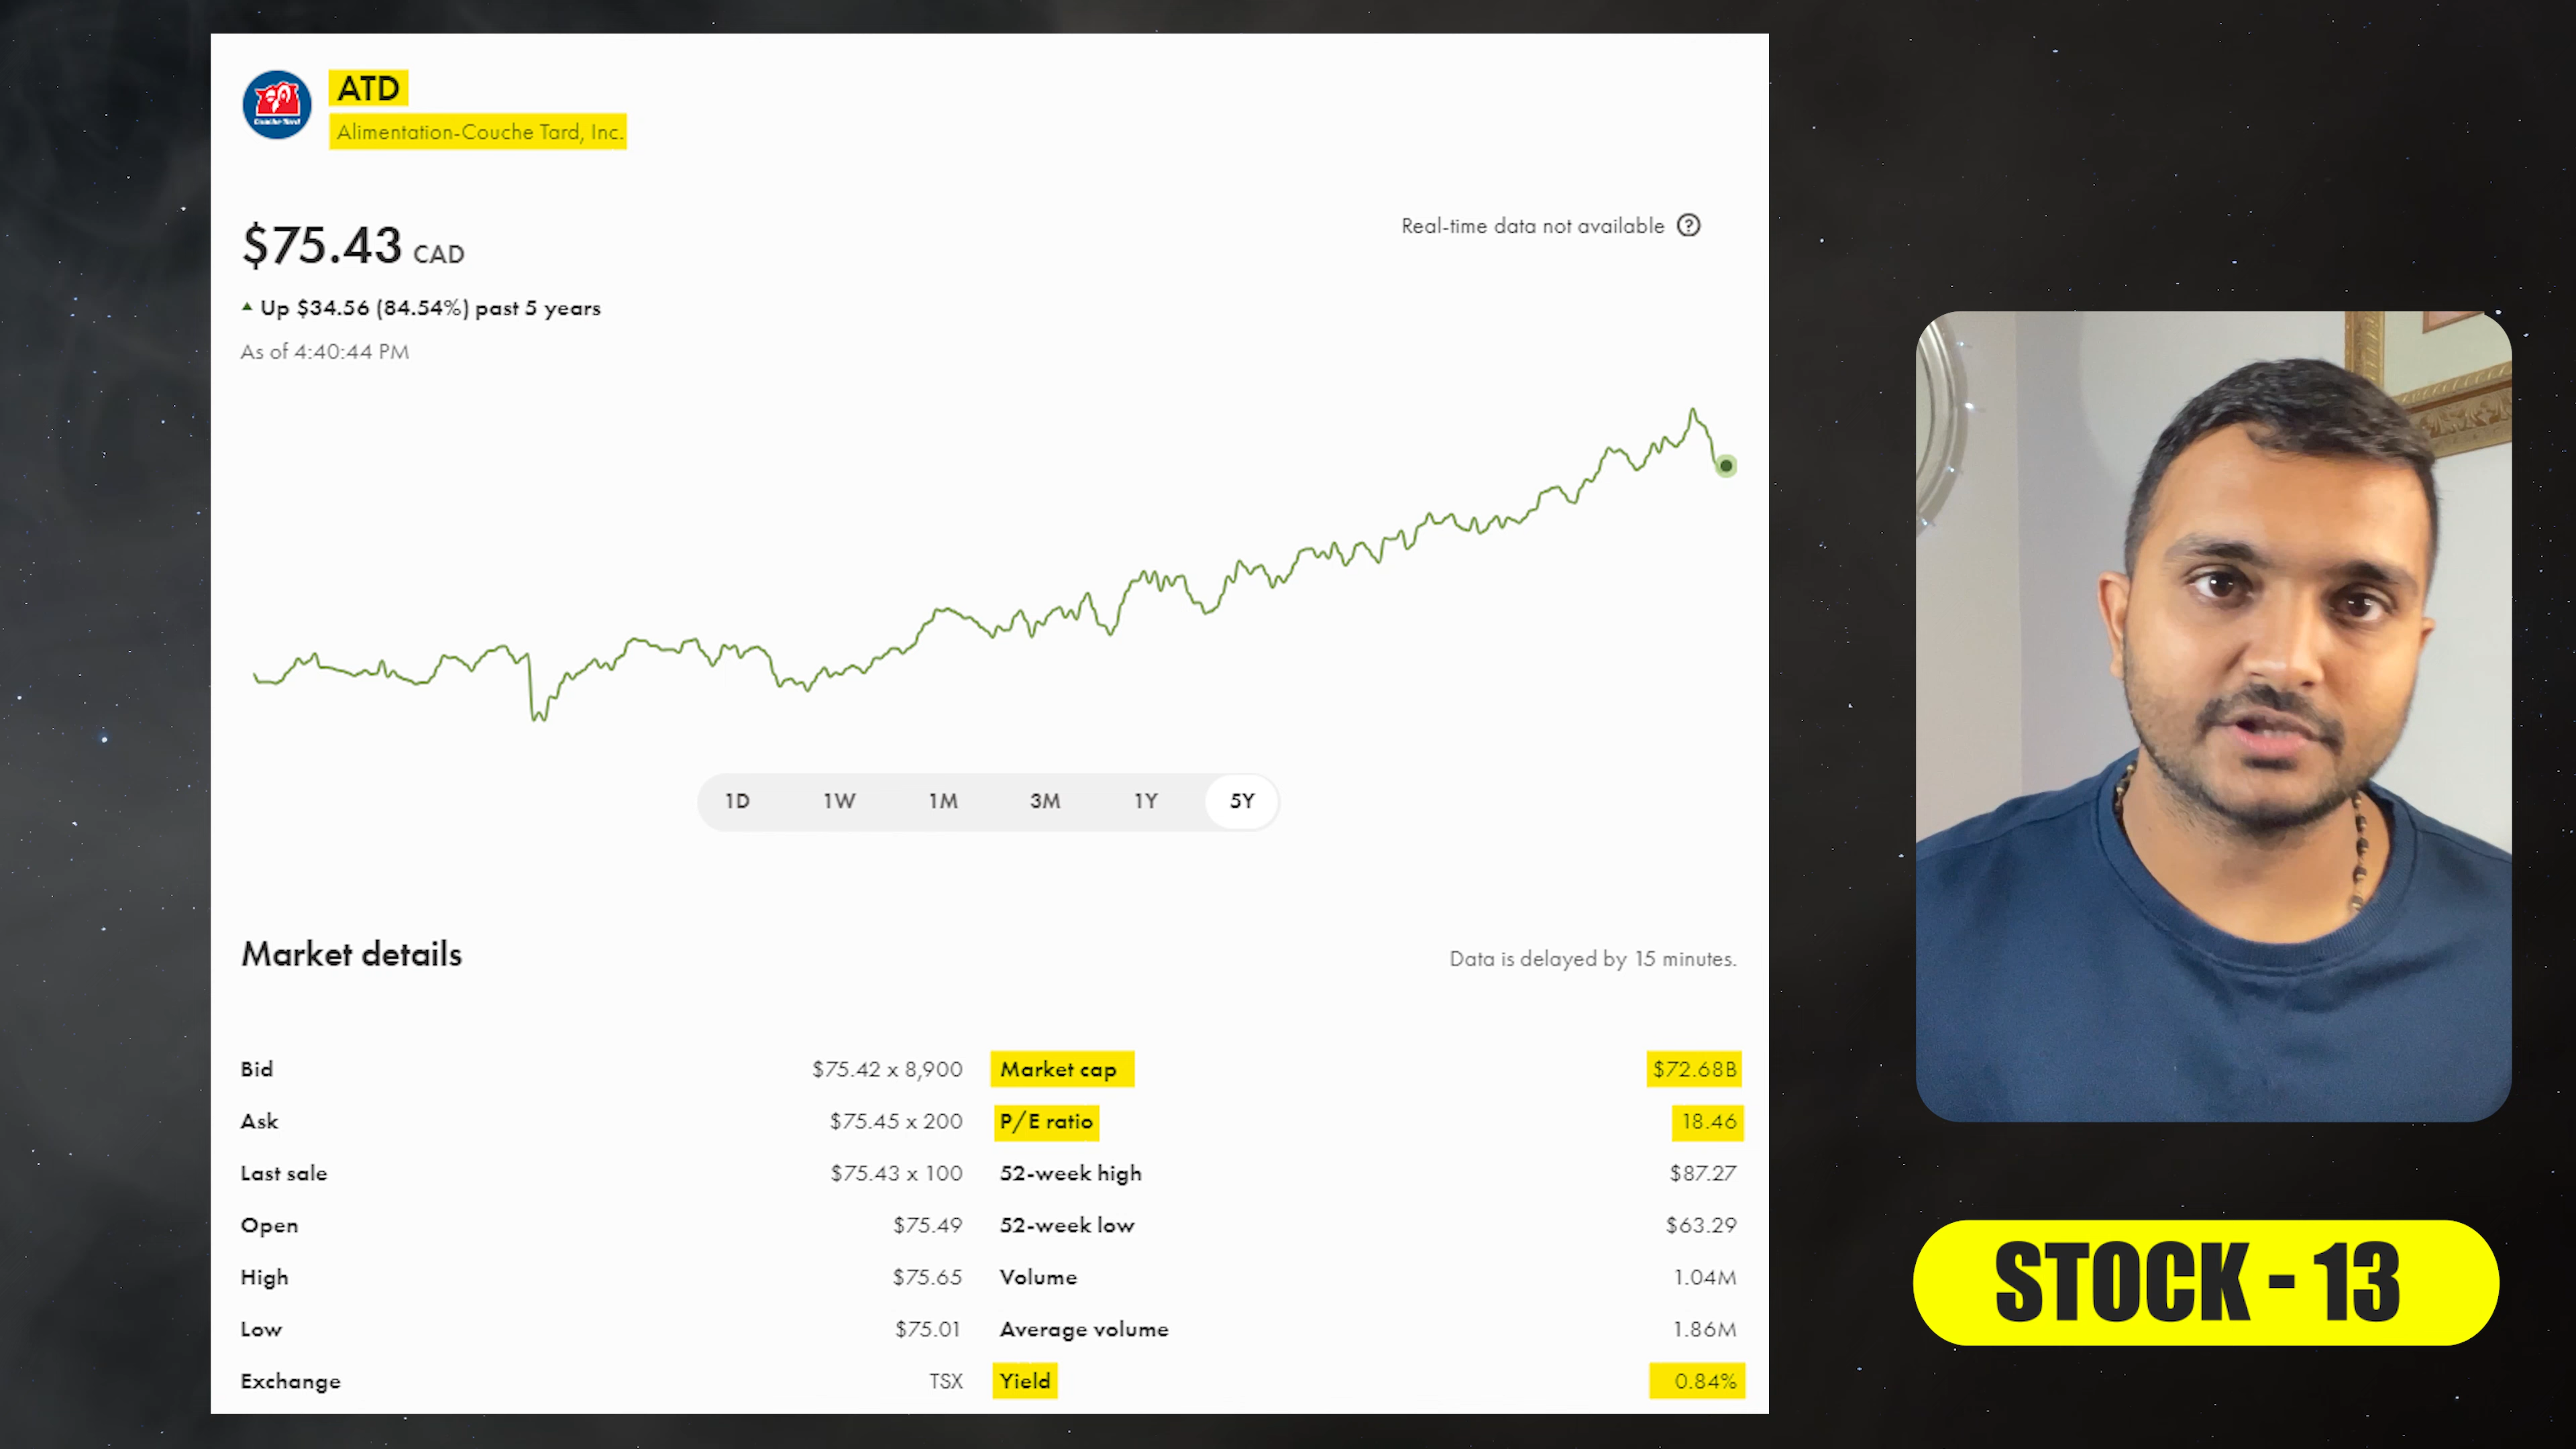 ATD
Alimentation-Couche Tard, Inc.
Couche-Tard
$75.43 CAD
Real-time data not available ?
Up $34.56 (84.54%) past 5 years
As of 4:40:44 PM
1D 1W 1M 3M 1Y 5Y
Market details
Data is delayed by 15 minutes.
Bid $75.42 x 8,900 Market cap $72.68B
Ask $75.45 x 200 P/E ratio 18.46
Last sale $75.43 x 100 52-week high $87.27
Open $75.49 52-week low $63.29
High $75.65 Volume 1.04M
Low $75.01 Average volume 1.86M
Exchange TSX Yield 0.84%
STOCK - 13